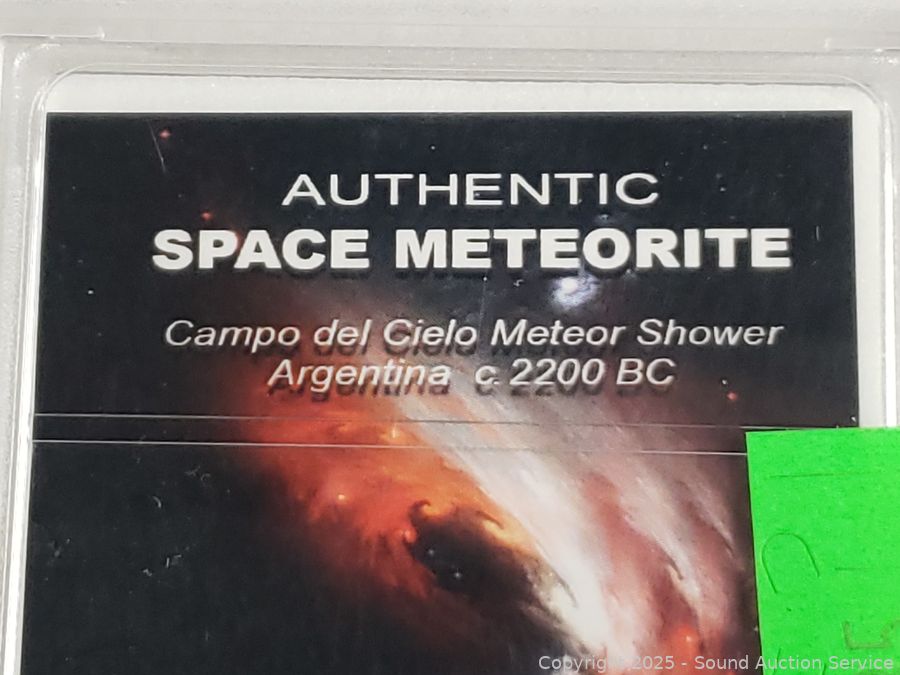 AUTHENTIC
SPACE METEORITE
Campo del Cielo Meteor Shower
Argentina c 2200 BC
Copyright 2025 - Sound Auction Service